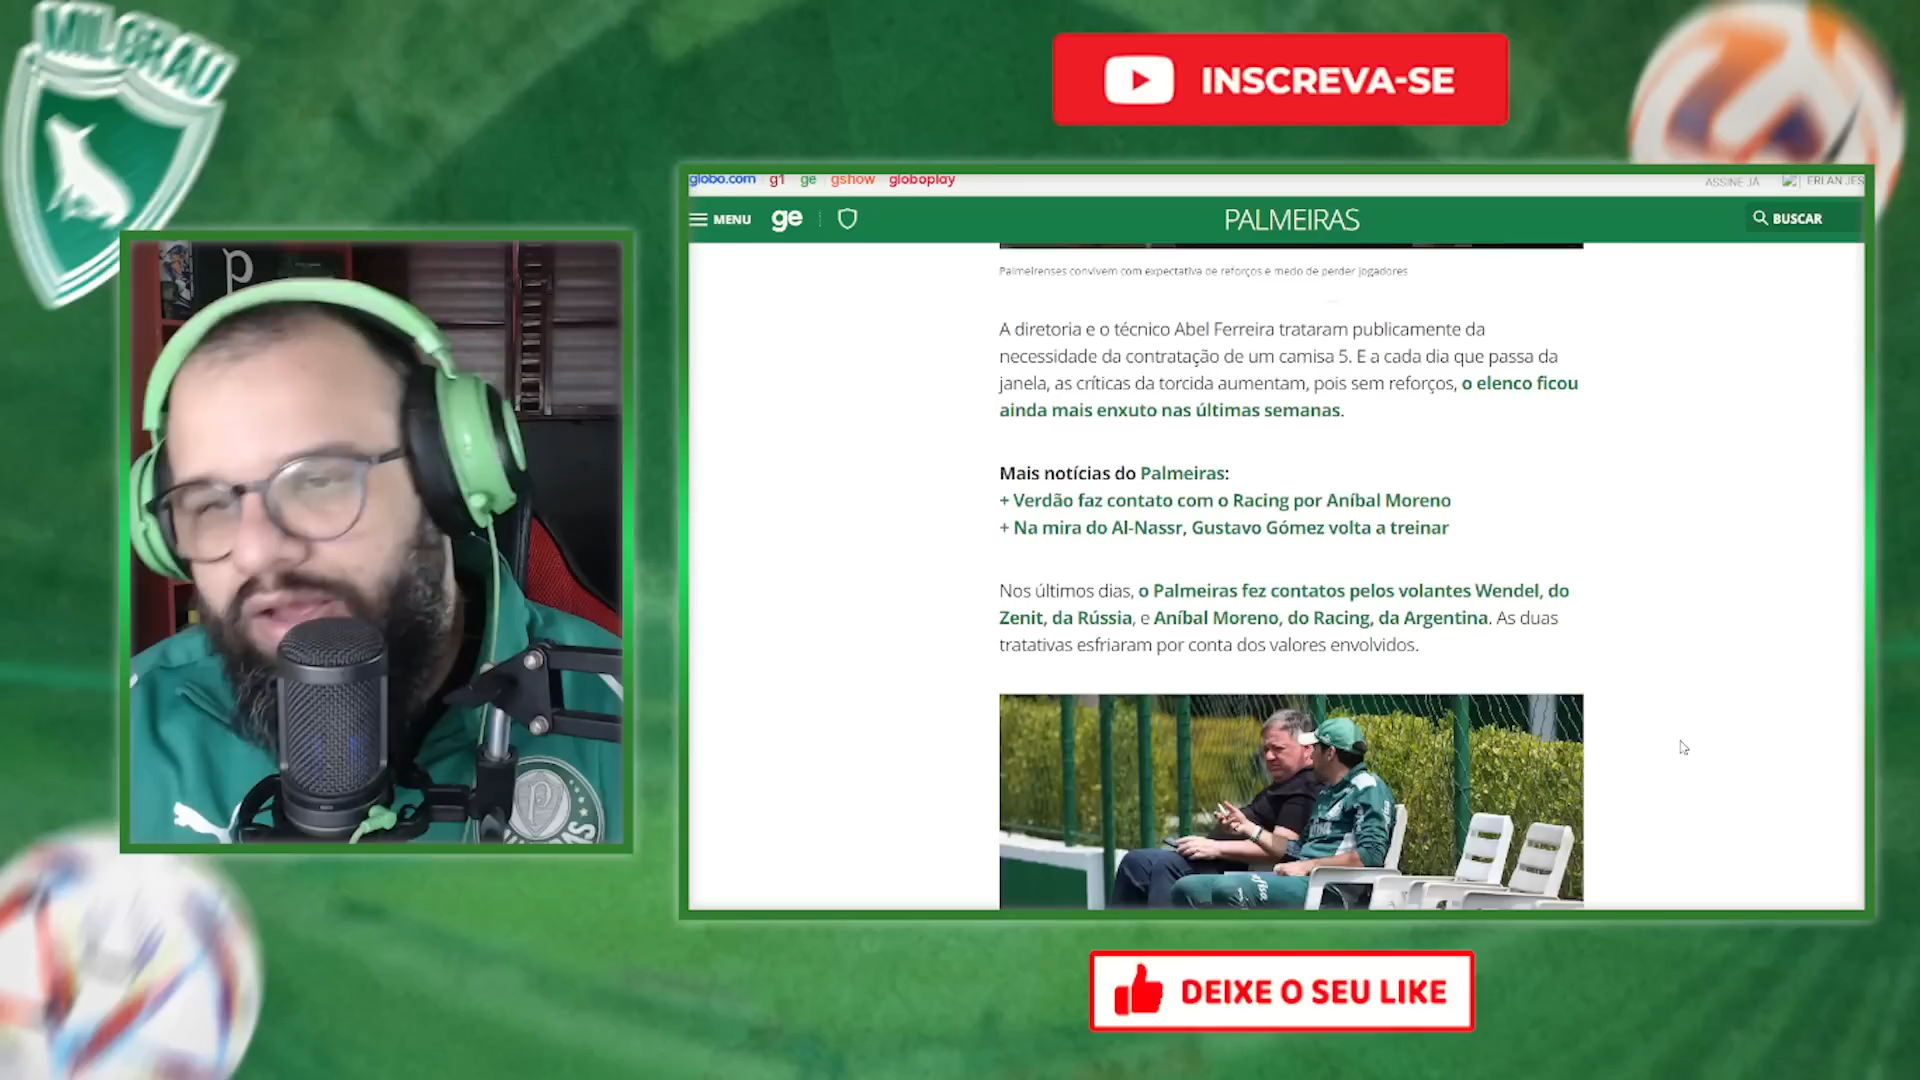 MILGRAU
INSCREVA-SE
globo.com g1 ge gshow globoplay
ASSINE JÁ ERLAN JES
MENU ge PALMEIRAS BUSCAR
Palmeirenses convivem com expectativa de reforços e medo de perder jogadores
A diretoria e o técnico Abel Ferreira trataram publicamente da
necessidade da contratação de um camisa 5. E a cada dia que passa da
janela, as críticas da torcida aumentam, pois sem reforços, o elenco ficou
ainda mais enxuto nas últimas semanas.
Mais notícias do Palmeiras:
+ Verdão faz contato com o Racing por Aníbal Moreno
+ Na mira do Al-Nassr, Gustavo Gómez volta a treinar
Nos últimos dias, o Palmeiras fez contatos pelos volantes Wendel, do
Zenit, da Rússia, e Aníbal Moreno, do Racing, da Argentina. As duas
tratativas esfriaram por conta dos valores envolvidos.
P
DEIXE O SEU LIKE